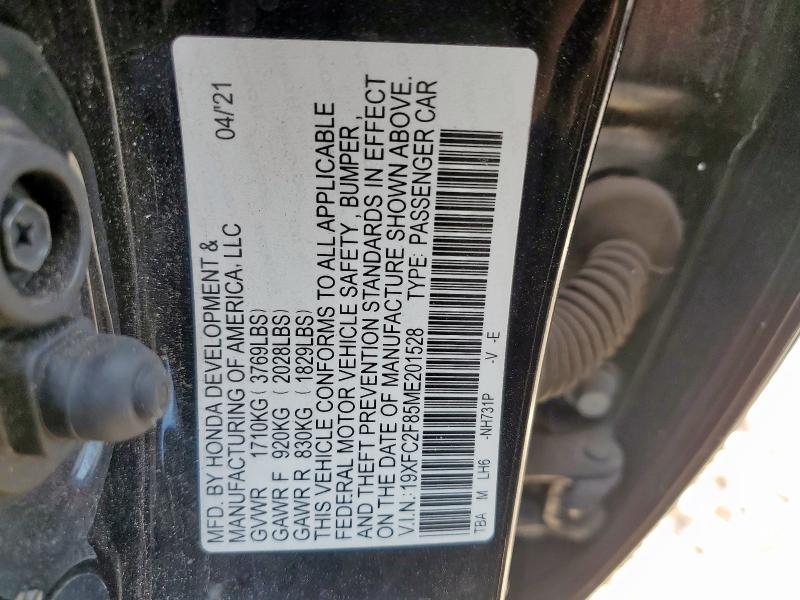 MFD. BY HONDA DEVELOPMENT &
MANUFACTURING OF AMERICA, LLC 04/'21
GVWR 1710KG ( 3769LBS)
GAWR F 920KG ( 2028LBS)
GAWR R 830KG ( 1829LBS)
THIS VEHICLE CONFORMS TO ALL APPLICABLE
FEDERAL MOTOR VEHICLE SAFETY, BUMPER,
AND THEFT PREVENTION STANDARDS IN EFFECT
ON THE DATE OF MANUFACTURE SHOWN ABOVE.
V.I.N.:19XFC2F85ME201528 TYPE: PASSENGER CAR
TBA M LH6 -NH731P -V -E